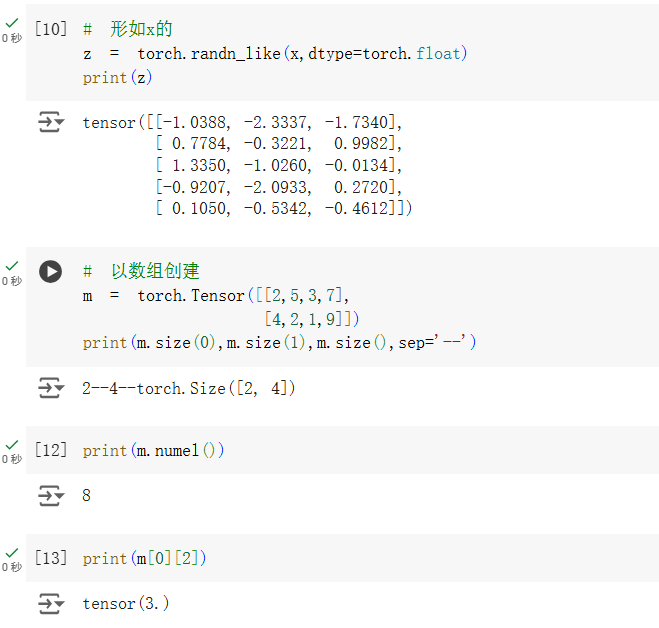 [10] # 形如x的
z = torch.randn_like(x,dtype=torch.float)
print(z)
0 秒
tensor([[-1.0388, -2.3337, -1.7340],
[ 0.7784, -0.3221, 0.9982],
[ 1.3350, -1.0260, -0.0134],
[-0.9207, -2.0933, 0.2720],
[ 0.1050, -0.5342, -0.4612]])
# 以数组创建
0 秒
m = torch.Tensor([[2,5,3,7],
[4,2,1,9]])
print(m.size(0),m.size(1),m.size(),sep='--')
2--4--torch.Size([2, 4])
[12] print(m.numel())
0 秒
8
[13] print(m[0][2])
0 秒
tensor(3.)